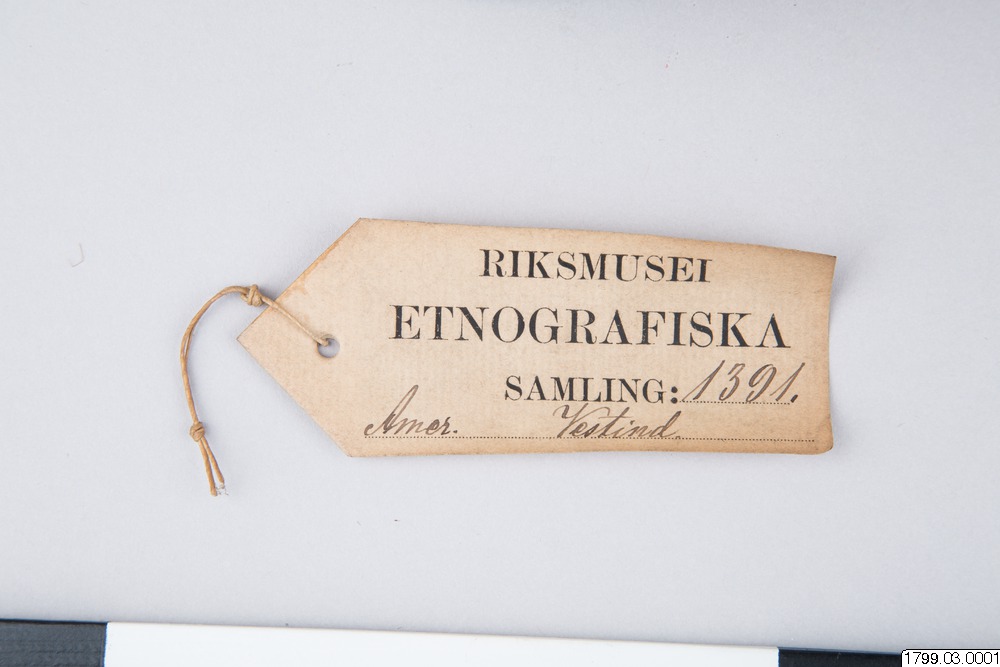 RIKSMUSEI
ETNOGRAFISKA
SAMLING: 1391.
Amer. Vestind.
1799.03.0001